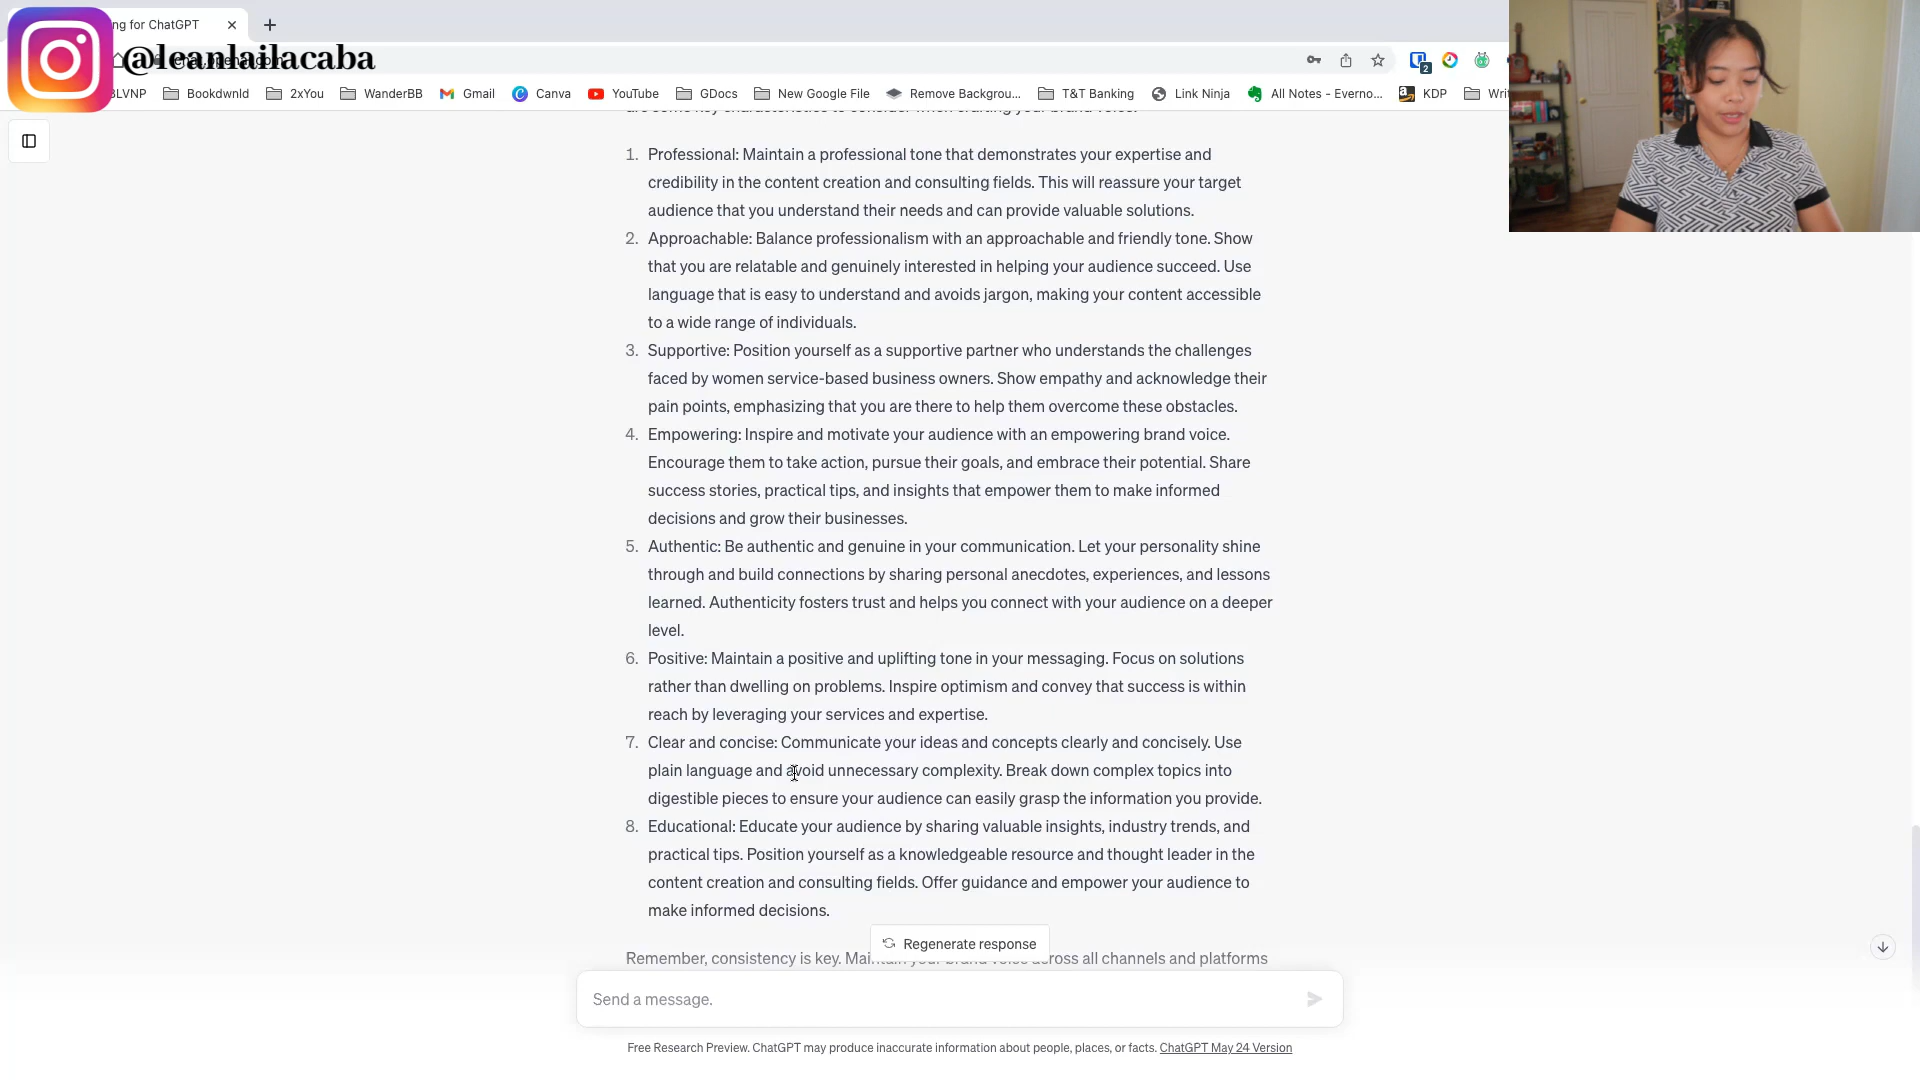 ng for ChatGPT
@leanlailacaba
2
BLVNP
Bookdwnld
2xYou
WanderBB
Gmail
Canva
YouTube
GDocs
New Google File
Remove Backgrou...
T&T Banking
Link Ninja
All Notes - Everno...
KDP
Writ
are some key characteristics to consider when crafting your brand voice:
1. Professional: Maintain a professional tone that demonstrates your expertise and
credibility in the content creation and consulting fields. This will reassure your target
audience that you understand their needs and can provide valuable solutions.
2. Approachable: Balance professionalism with an approachable and friendly tone. Show
that you are relatable and genuinely interested in helping your audience succeed. Use
language that is easy to understand and avoids jargon, making your content accessible
to a wide range of individuals.
3. Supportive: Position yourself as a supportive partner who understands the challenges
faced by women service-based business owners. Show empathy and acknowledge their
pain points, emphasizing that you are there to help them overcome these obstacles.
4. Empowering: Inspire and motivate your audience with an empowering brand voice.
Encourage them to take action, pursue their goals, and embrace their potential. Share
success stories, practical tips, and insights that empower them to make informed
decisions and grow their businesses.
5. Authentic: Be authentic and genuine in your communication. Let your personality shine
through and build connections by sharing personal anecdotes, experiences, and lessons
learned. Authenticity fosters trust and helps you connect with your audience on a deeper
level.
6. Positive: Maintain a positive and uplifting tone in your messaging. Focus on solutions
rather than dwelling on problems. Inspire optimism and convey that success is within
reach by leveraging your services and expertise.
7. Clear and concise: Communicate your ideas and concepts clearly and concisely. Use
plain language and avoid unnecessary complexity. Break down complex topics into
digestible pieces to ensure your audience can easily grasp the information you provide.
8. Educational: Educate your audience by sharing valuable insights, industry trends, and
practical tips. Position yourself as a knowledgeable resource and thought leader in the
content creation and consulting fields. Offer guidance and empower your audience to
make informed decisions.
Regenerate response
Remember, consistency is key. Maintain your brand voice across all channels and platforms
Send a message.
Free Research Preview. ChatGPT may produce inaccurate information about people, places, or facts. ChatGPT May 24 Version